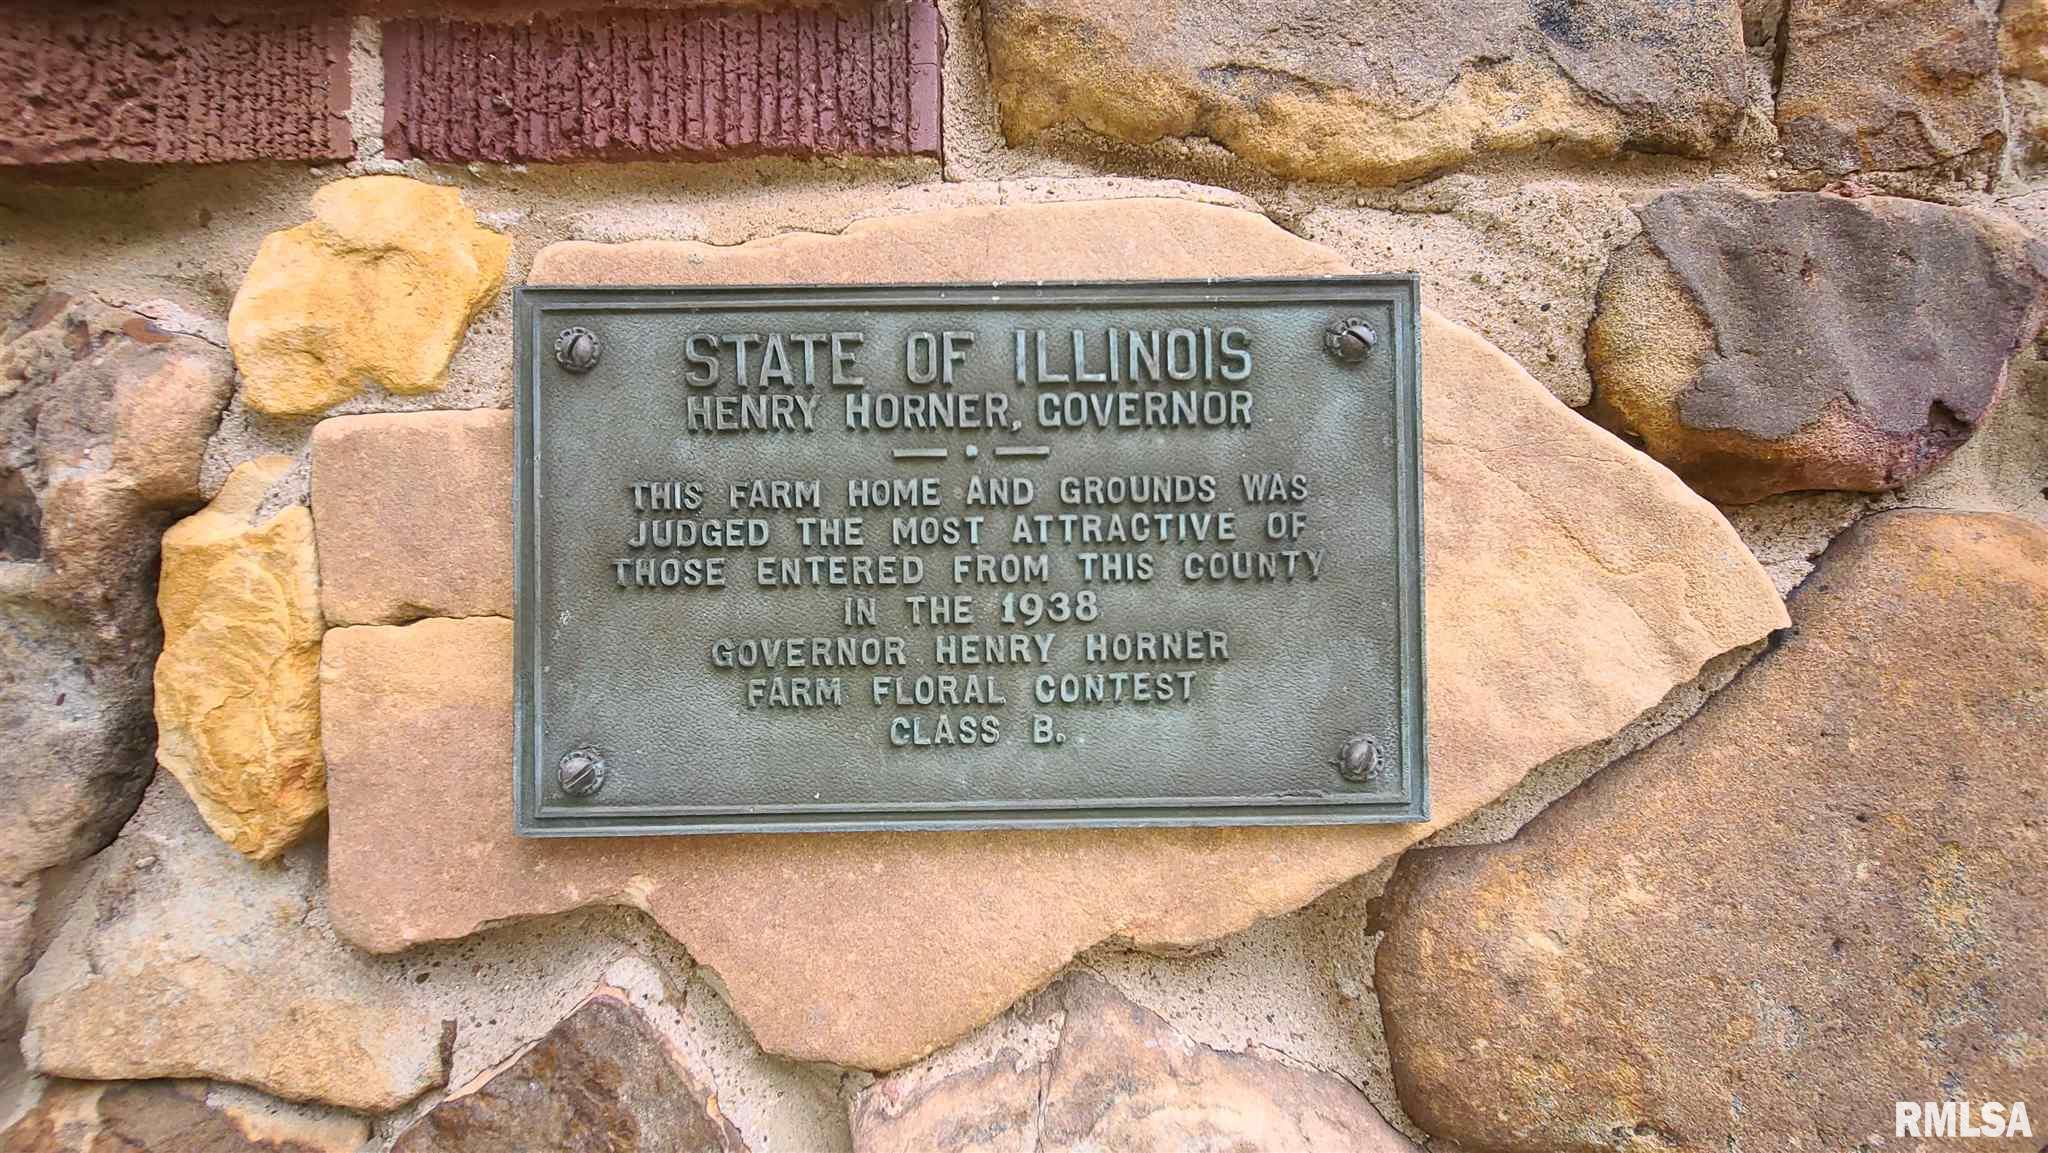 STATE OF ILLINOIS
HENRY HORNER, GOVERNOR
THIS FARM HOME AND GROUNDS WAS
JUDGED THE MOST ATTRACTIVE OF
THOSE ENTERED FROM THIS COUNTY
IN THE 1938
GOVERNOR HENRY HORNER
FARM FLORAL CONTEST
CLASS B.
RMLSA